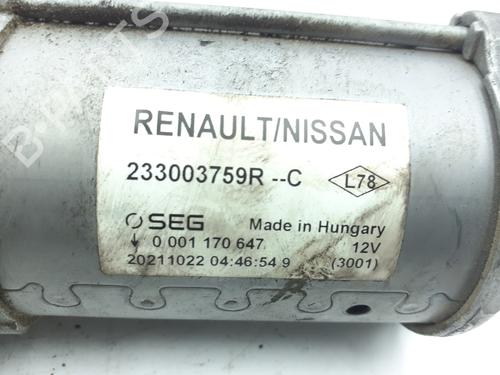 RENAULT/NISSAN
233003759R --C L78
SEG Made in Hungary
0 001 170 647 12V
20211022 04:46:54 9 (3001)